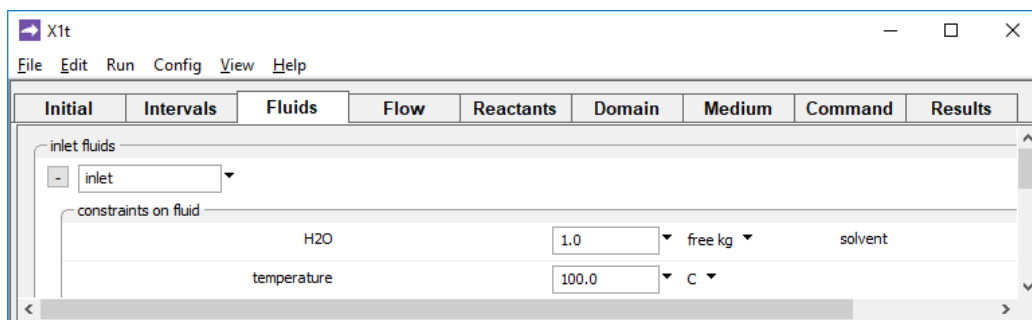 X1t
File Edit Run Config View Help
Initial Intervals Fluids Flow Reactants Domain Medium Command Results
inlet fluids
- inlet
constraints on fluid
H2O 1.0 free kg solvent
temperature 100.0 C